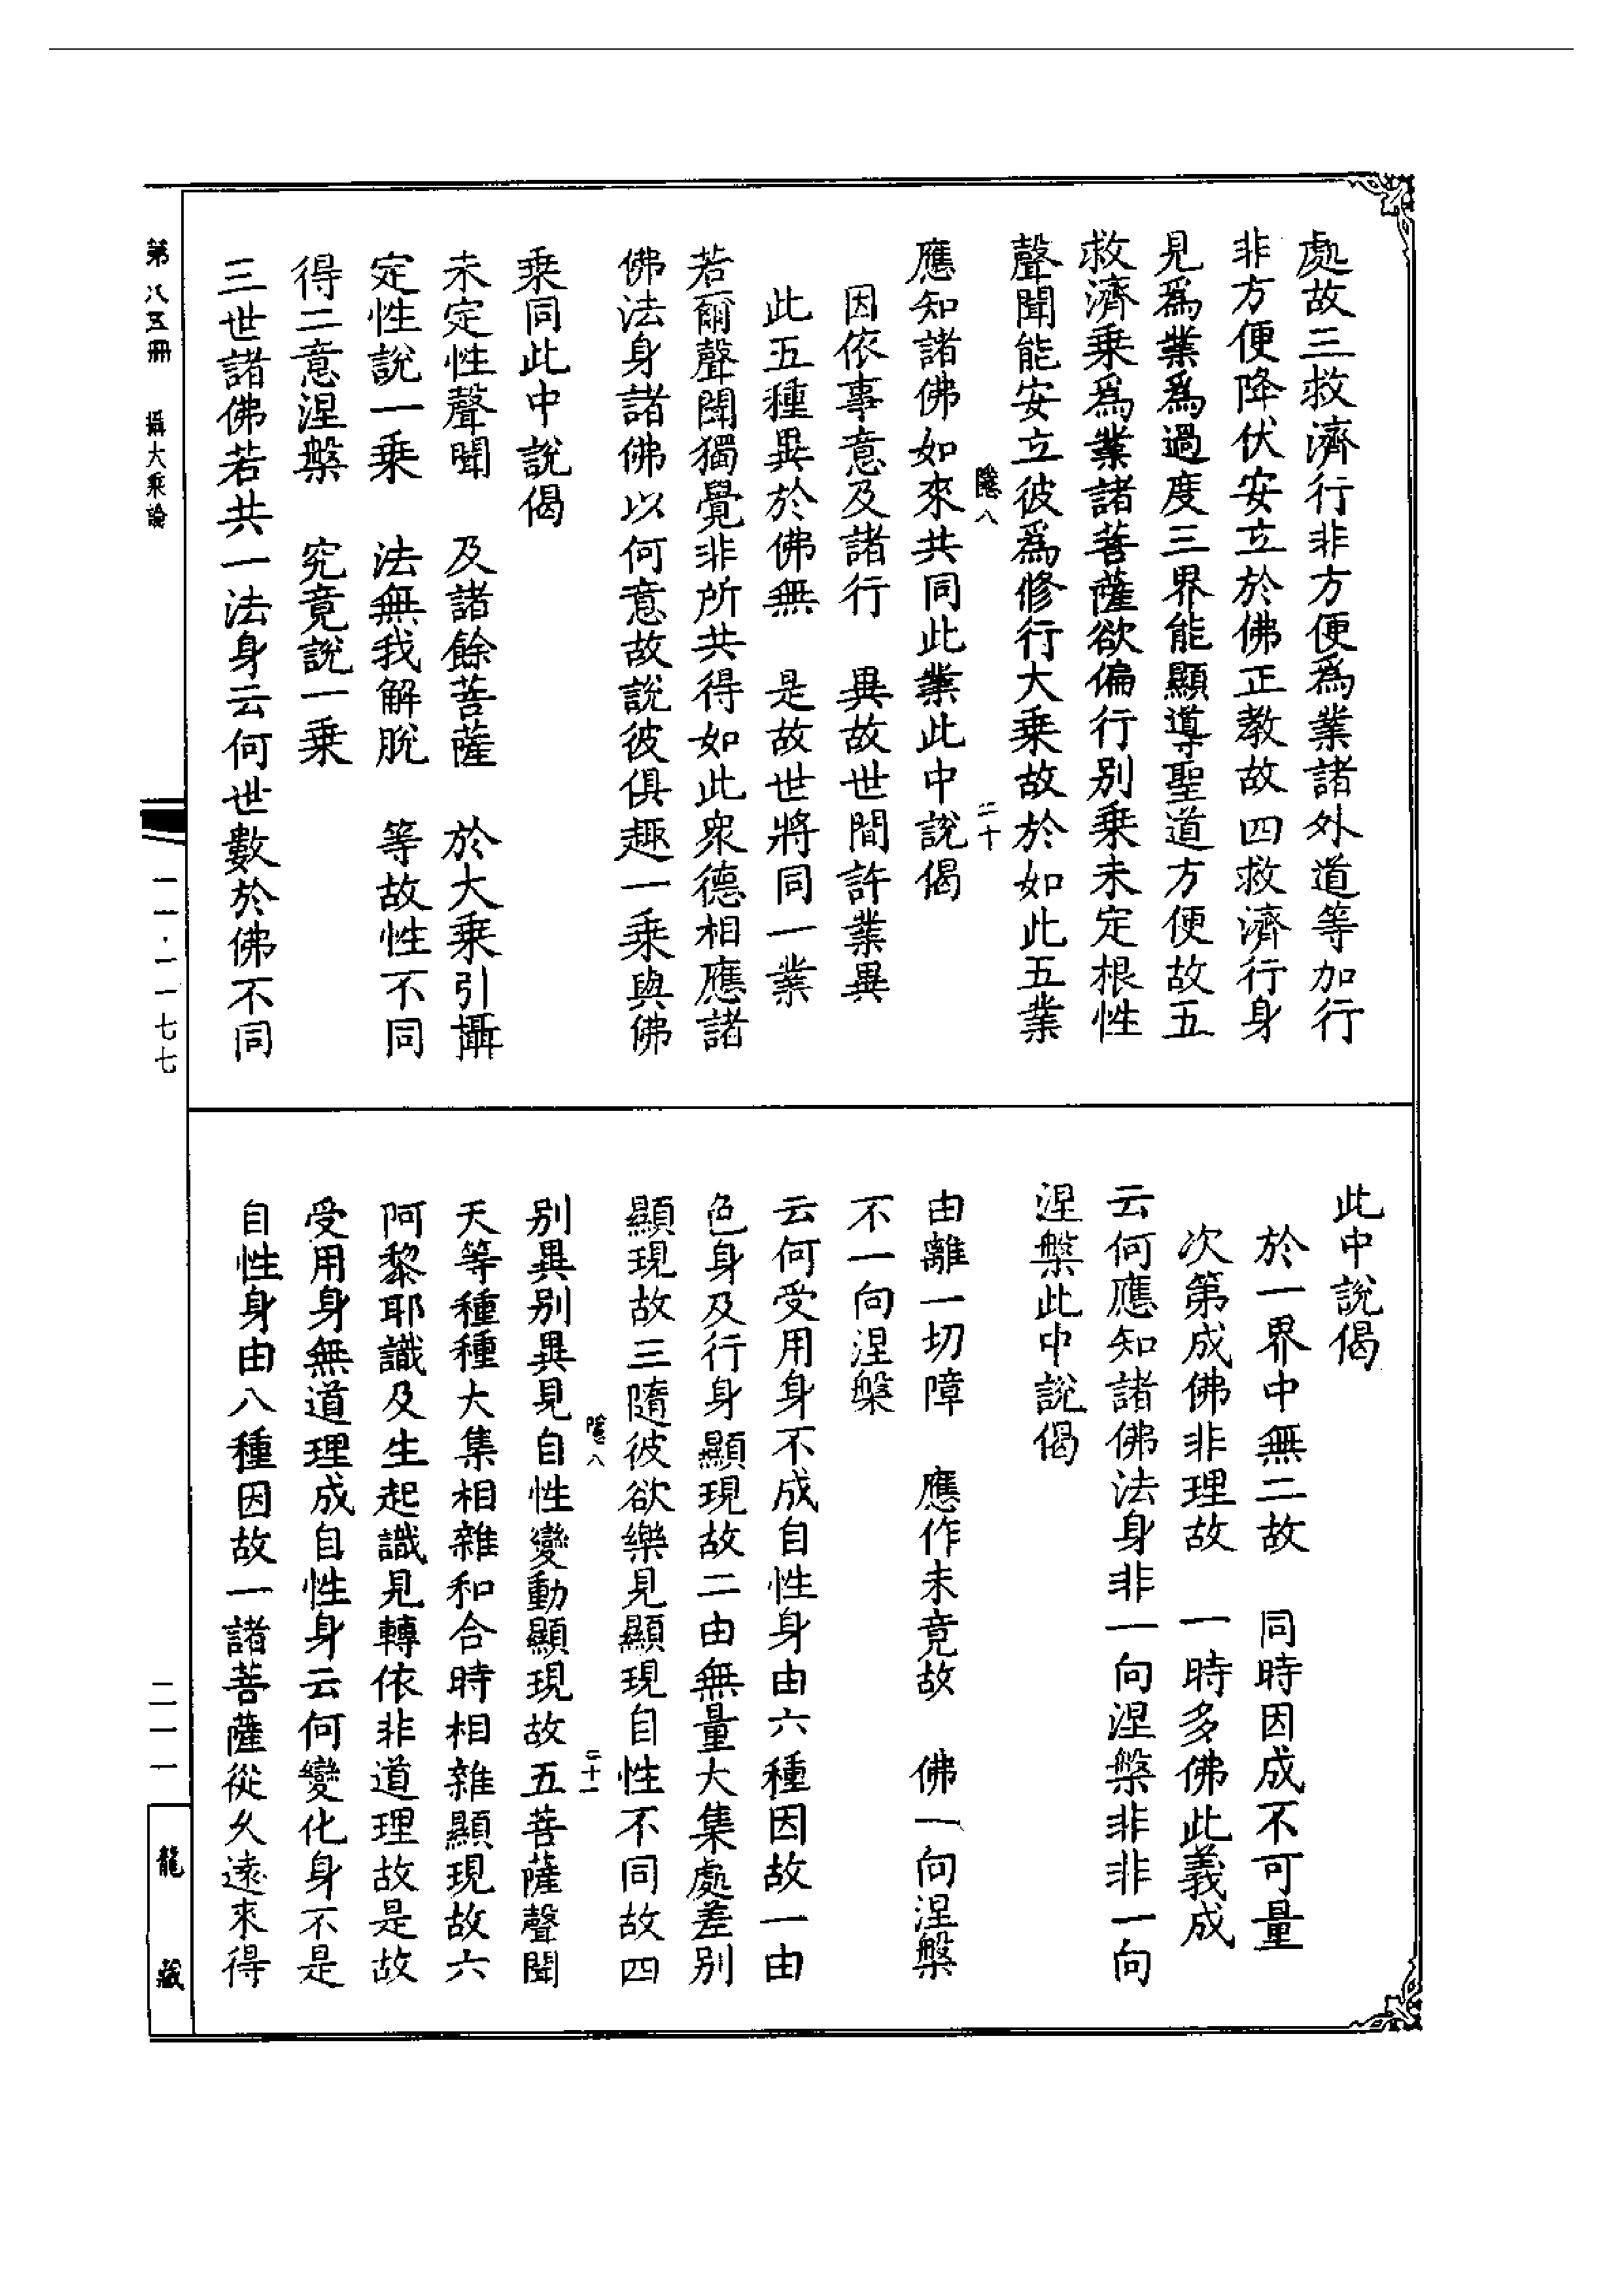 處故三救濟行非方便爲業諸外道等加行
非方便降伏安立於佛正教故四救濟行身
見爲業爲過度三界能顯導聖道方便故五
救濟乗爲業諸菩薩欲偏行别乗未定根性
聲聞能安立彼爲修行大乗故於如此五業
隱八 二十
應知諸佛如來共同此業此中說偈
因依事意及諸行 異故世間許業異
此五種異於佛無 是故世將同一業
若爾聲聞獨覺非所共得如此衆德相應諸
佛法身諸佛以何意故說彼俱趣一乗與佛
乗同此中說偈
未定性聲聞 及諸餘菩薩 於大乗引攝
定性說一乗 法無我解脫 等故性不同
得二意涅槃 究竟說一乗
三世諸佛若共一法身云何世數於佛不同
此中說偈
於一界中無二故 同時因成不可量
次第成佛非理故 一時多佛此義成
云何應知諸佛法身非一向涅槃非非一向
涅槃此中說偈
由離一切障 應作未竟故 佛一向涅槃
不一向涅槃
云何受用身不成自性身由六種因故一由
色身及行身顯現故二由無量大集處差别
顯現故三隨彼欲樂見顯現自性不同故四
隱八 二十一
别異别異見自性變動顯現故五菩薩聲聞
天等種種大集相雜和合時相雜顯現故六
阿黎耶識及生起識見轉依非道理故是故
受用身無道理成自性身云何變化身不是
自性身由八種因故一諸菩薩從久遠來得
第八五冊 攝大乘論
一一·一一七七
二一一
龍藏